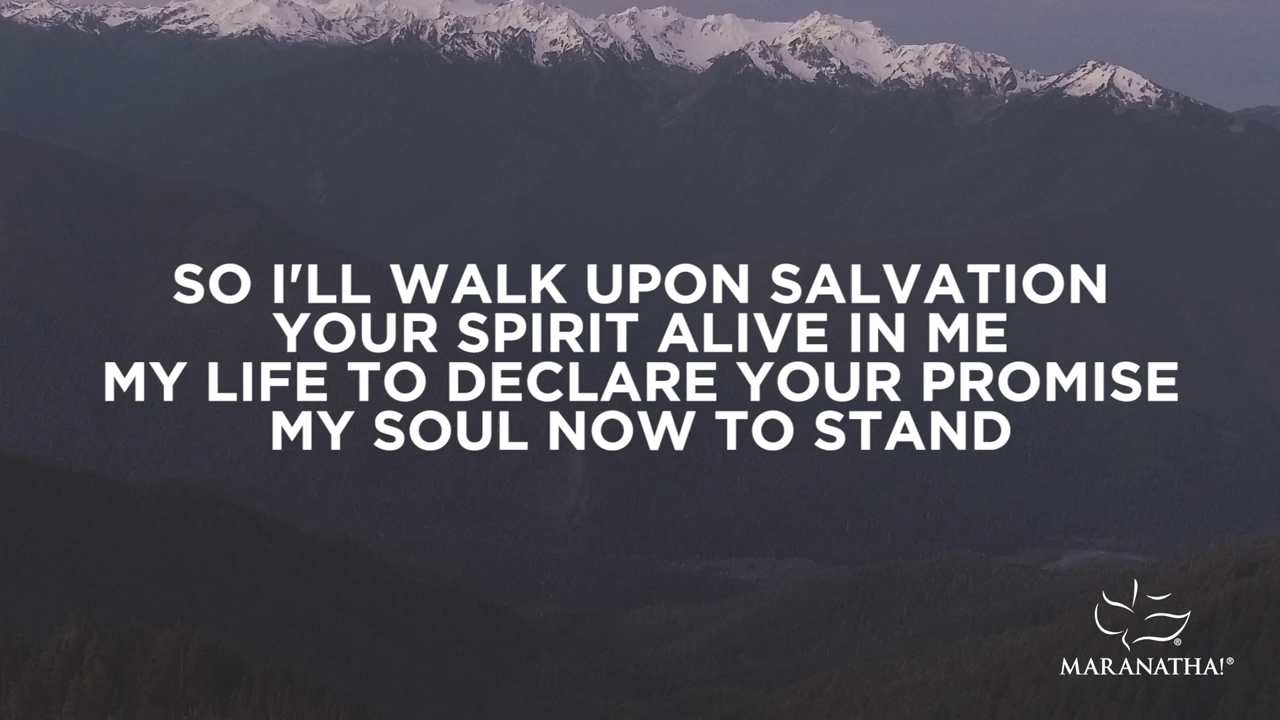 SO I'LL WALK UPON SALVATION
YOUR SPIRIT ALIVE IN ME
MY LIFE TO DECLARE YOUR PROMISE
MY SOUL NOW TO STAND
®
MARANATHA!®